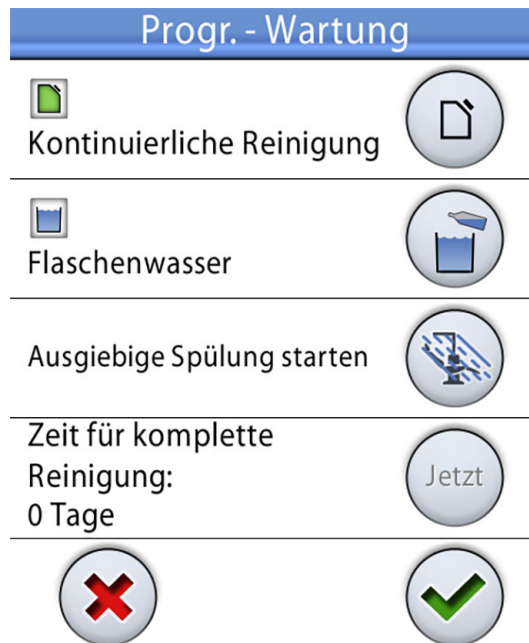 Progr. - Wartung
Kontinuierliche Reinigung
Flaschenwasser
Ausgiebige Spülung starten
Zeit für komplette
Reinigung:
0 Tage
Jetzt